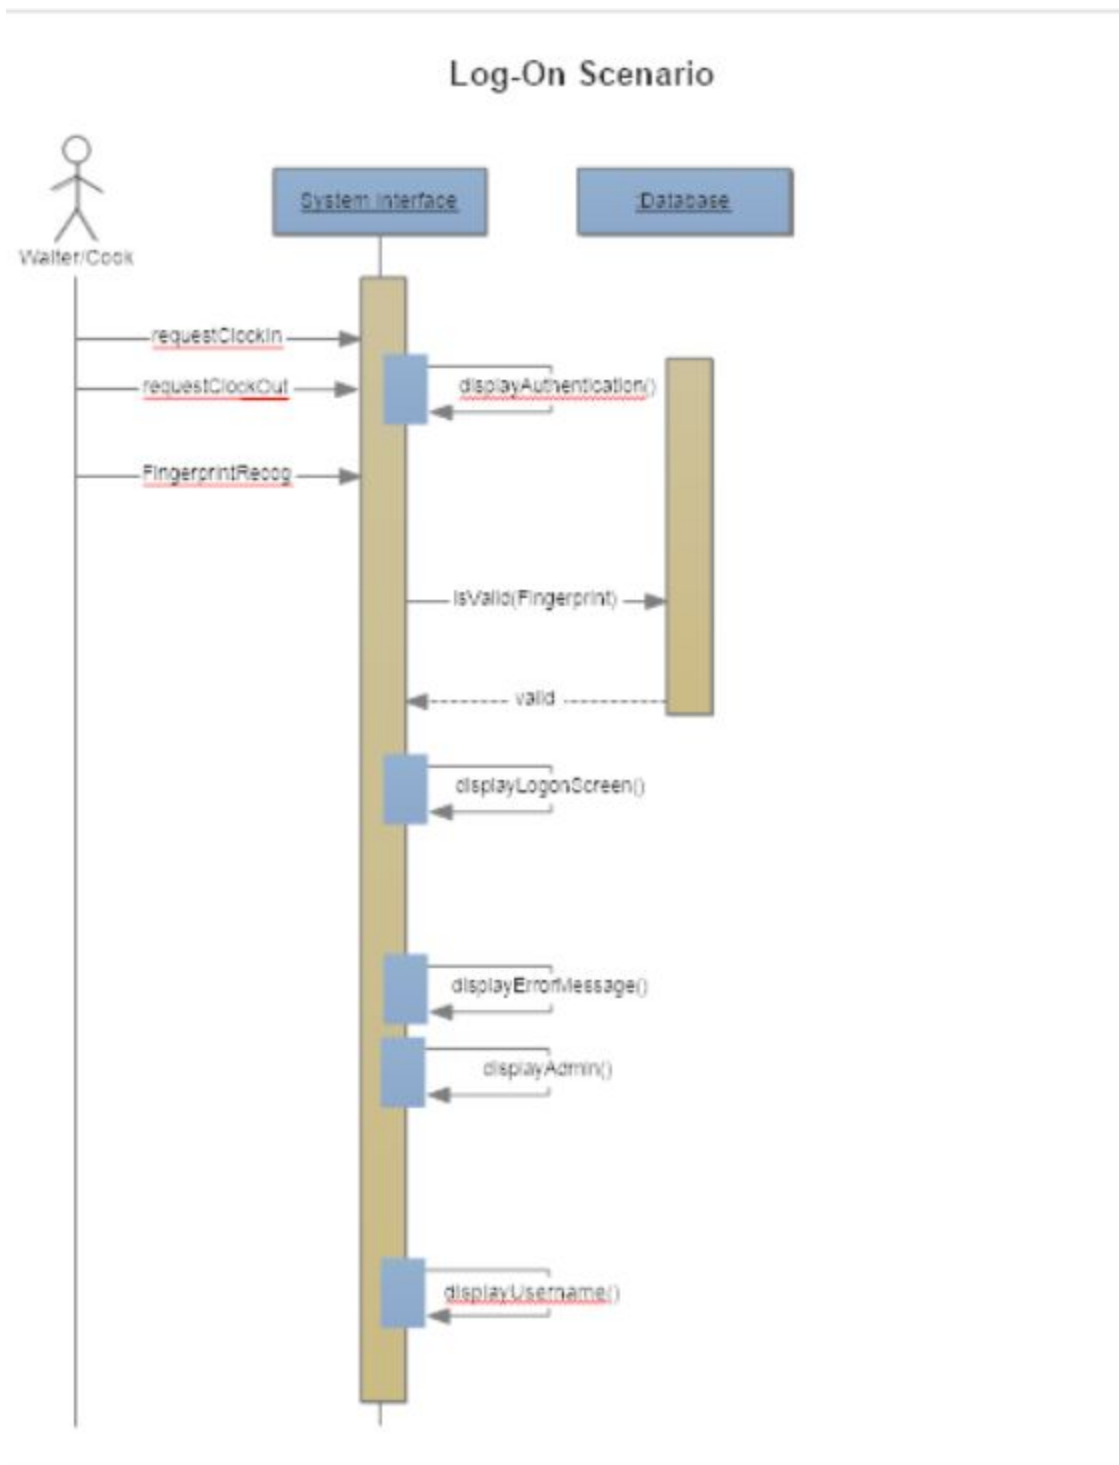 Log-On Scenario
System Interface
:Database
Waiter/Cook
requestClockIn
requestClockOut
displayAuthentication()
FingerprintRecog
isValid(Fingerprint)
valid
displayLogonScreen()
displayErrorMessage()
displayAdmin()
displayUsername()